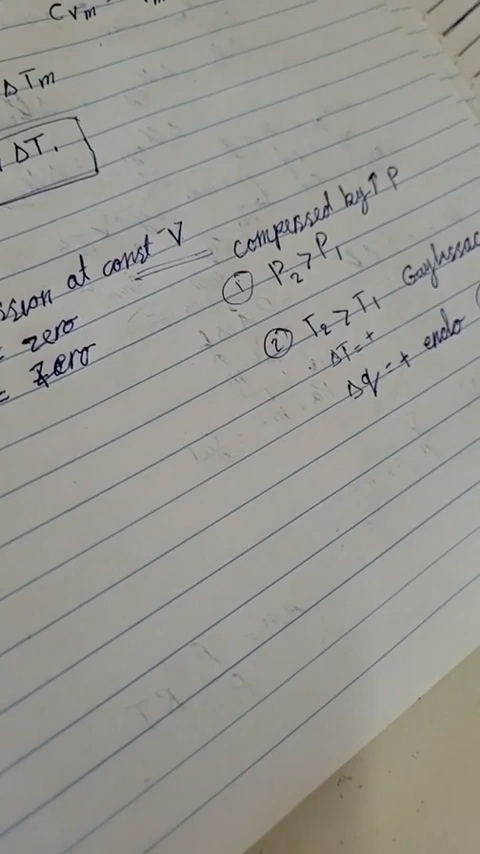 Cvm
ΔTm
ΔT,
ssion at const V
= zero
= zero
compessed by ↑ P
① P2 > P1
② T2 > T1 Gaylussac
ΔT = +
Δq = + endo (